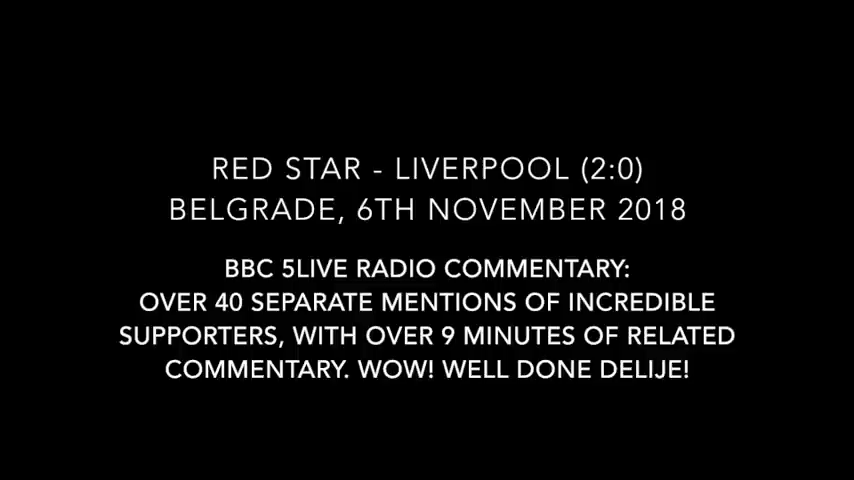 RED STAR - LIVERPOOL (2:0)
BELGRADE, 6TH NOVEMBER 2018
BBC 5LIVE RADIO COMMENTARY:
OVER 40 SEPARATE MENTIONS OF INCREDIBLE
SUPPORTERS, WITH OVER 9 MINUTES OF RELATED
COMMENTARY. WOW! WELL DONE DELIJE!